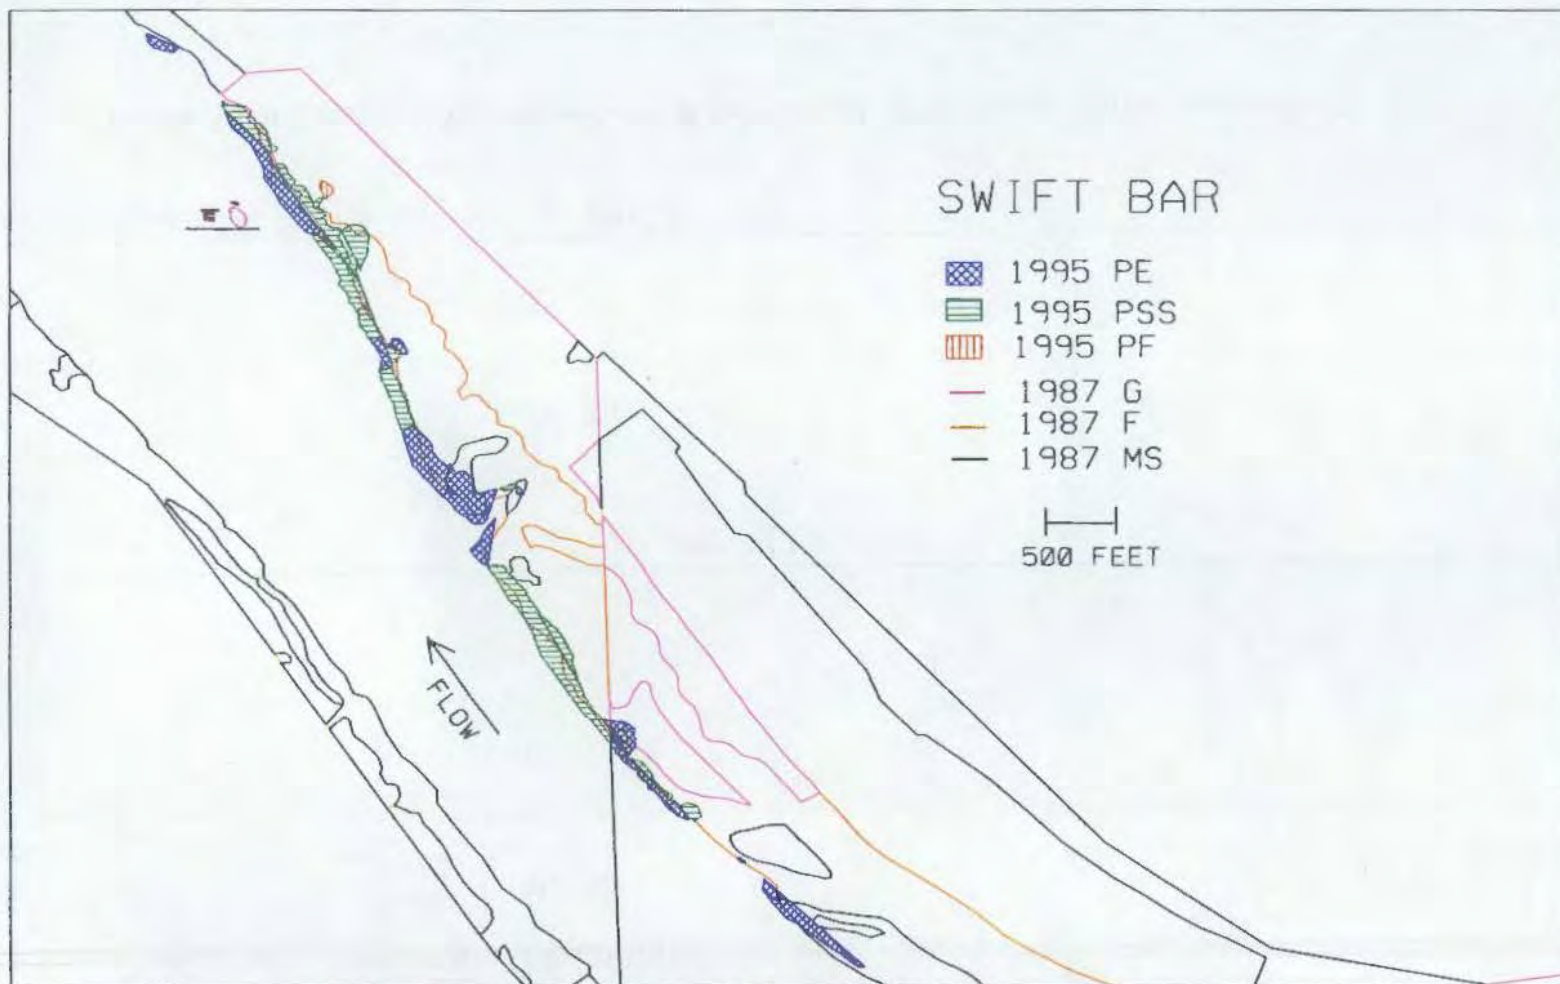 SWIFT BAR
1995 PE
1995 PSS
1995 PF
1987 G
1987 F
1987 MS
500 FEET
FLOW